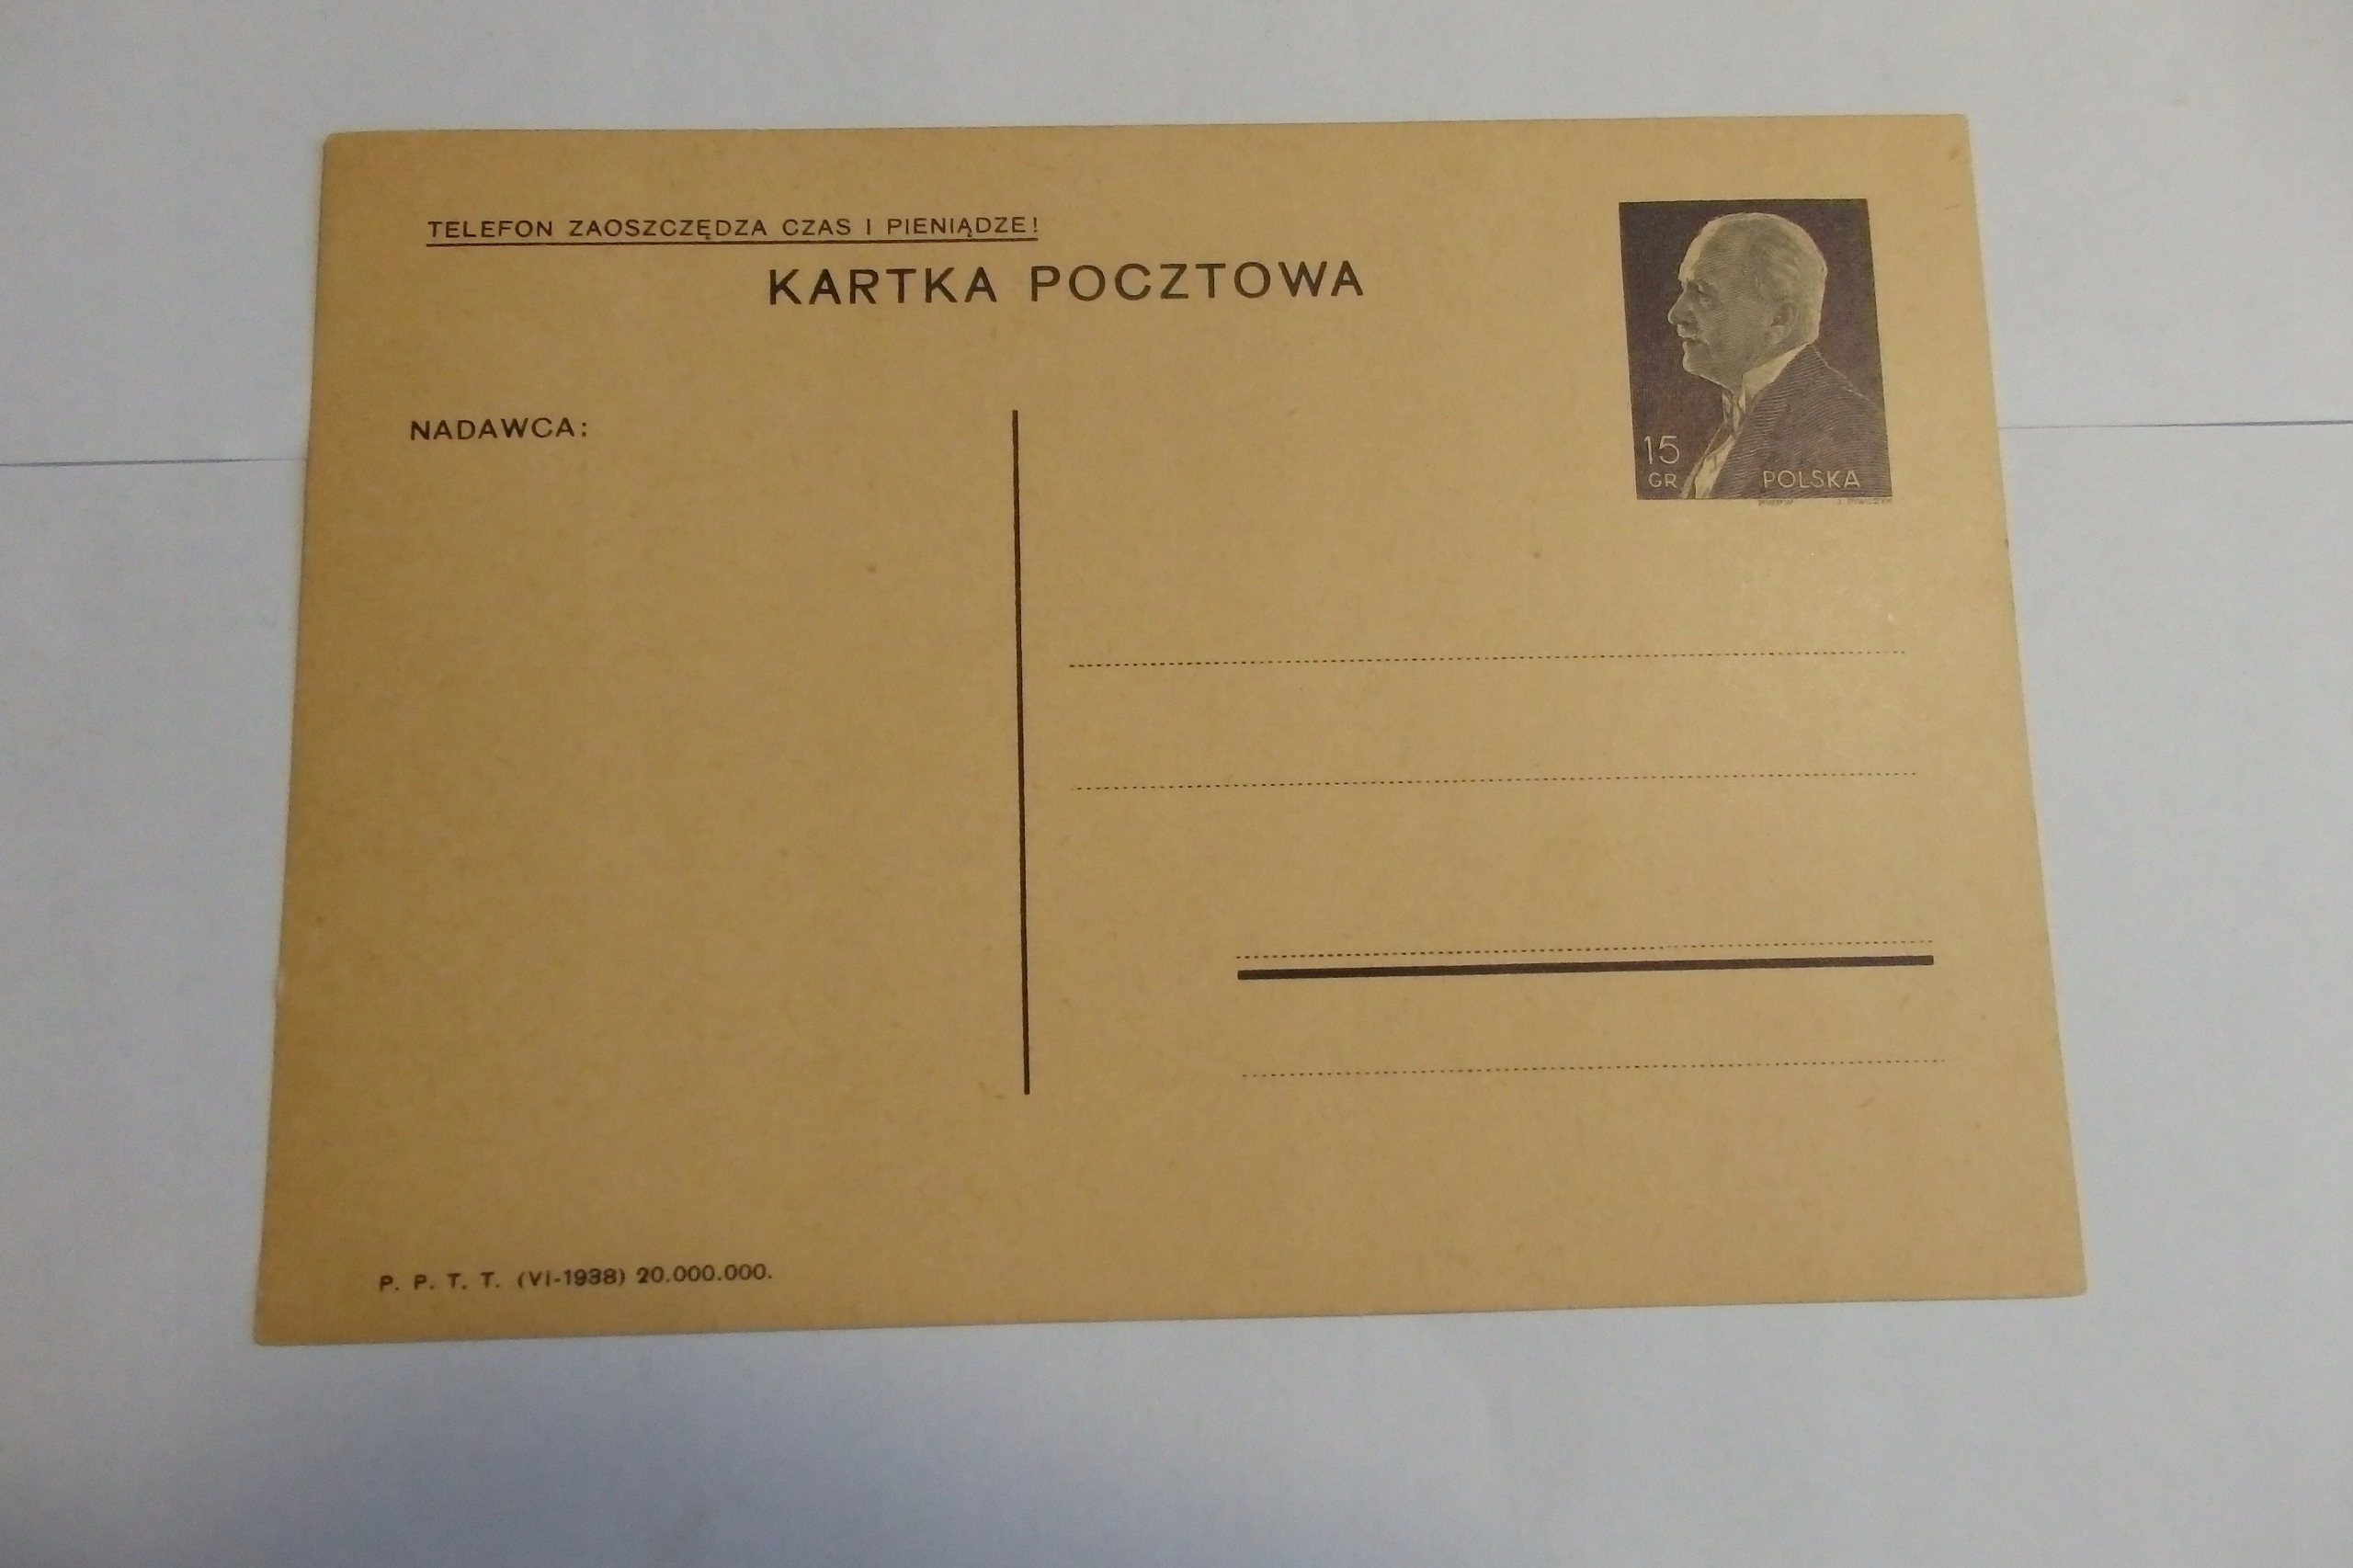 TELEFON ZAOSZCZĘDZA CZAS I PIENIĄDZE!
KARTKA POCZTOWA
NADAWCA:
15
GR
POLSKA
P. P. T. T. (VI-1938) 20.000.000.